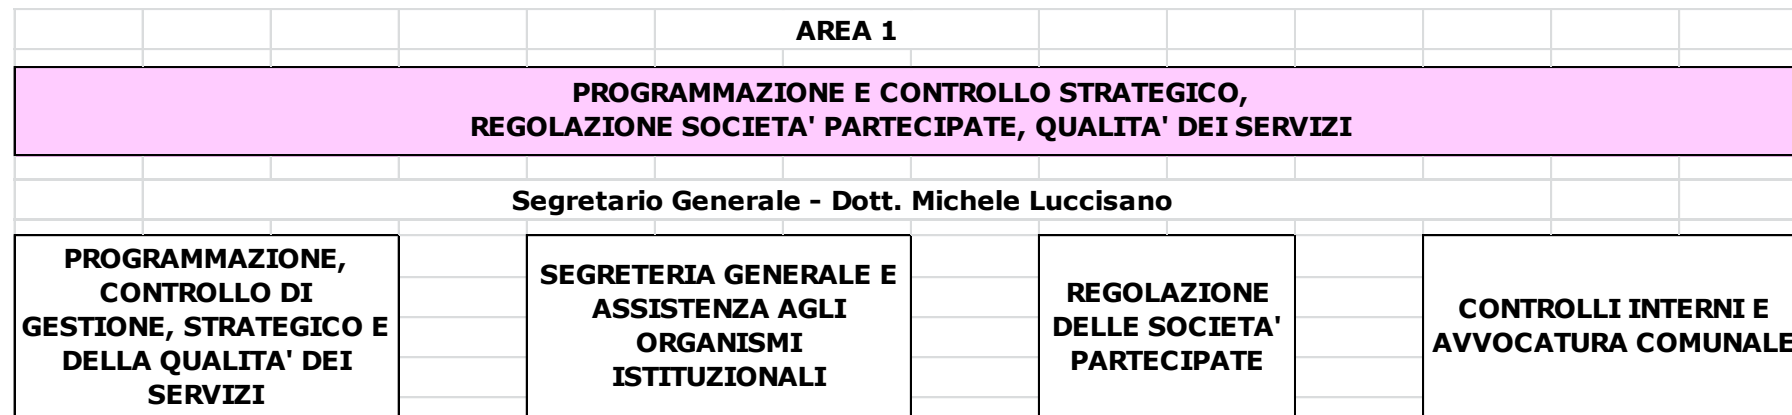 AREA 1
PROGRAMMAZIONE E CONTROLLO STRATEGICO,
REGOLAZIONE SOCIETA' PARTECIPATE, QUALITA' DEI SERVIZI
Segretario Generale - Dott. Michele Luccisano
PROGRAMMAZIONE,
CONTROLLO DI
GESTIONE, STRATEGICO E
DELLA QUALITA' DEI
SERVIZI
SEGRETERIA GENERALE E
ASSISTENZA AGLI
ORGANISMI
ISTITUZIONALI
REGOLAZIONE
DELLE SOCIETA'
PARTECIPATE
CONTROLLI INTERNI E
AVVOCATURA COMUNALE